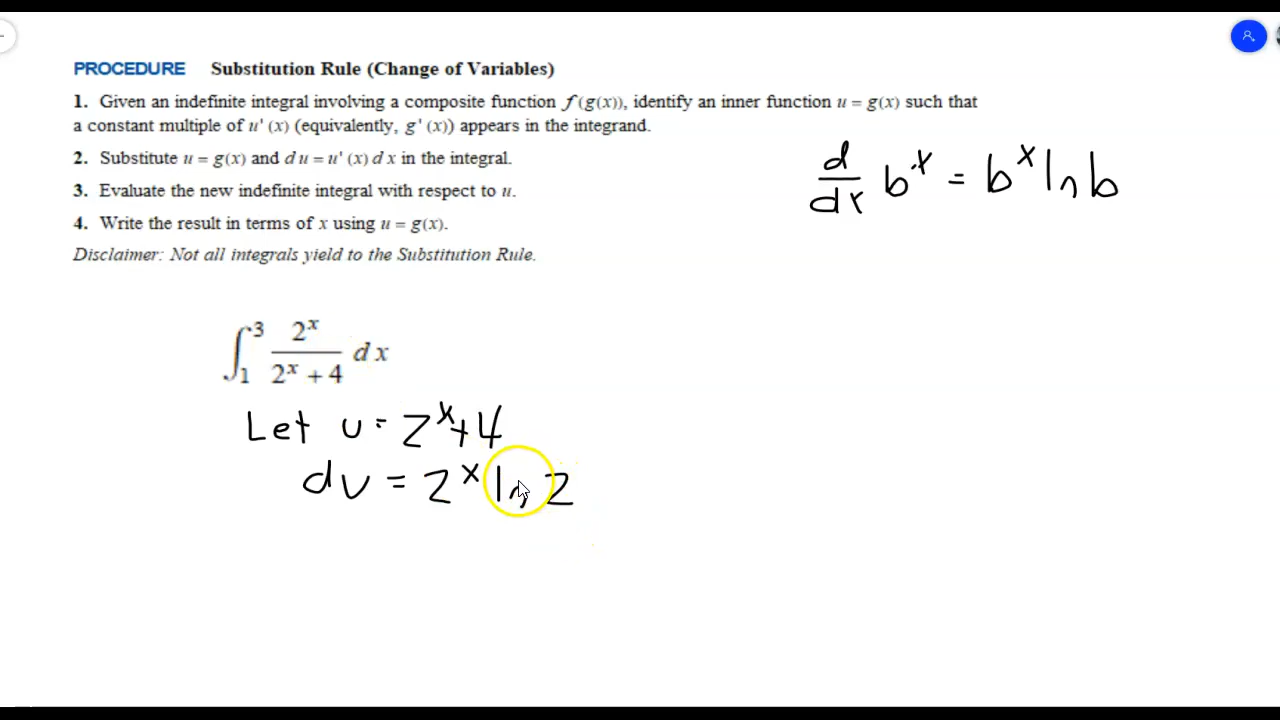 PROCEDURE Substitution Rule (Change of Variables)
1. Given an indefinite integral involving a composite function f(g(x)), identify an inner function u = g(x) such that
a constant multiple of u'(x) (equivalently, g'(x)) appears in the integrand.
2. Substitute u = g(x) and du = u'(x) dx in the integral.
3. Evaluate the new indefinite integral with respect to u.
4. Write the result in terms of x using u = g(x).
Disclaimer: Not all integrals yield to the Substitution Rule.
d/dx b^x = b^x ln b
∫_1^3 2^x/(2^x + 4) dx
Let u = 2^x+4
du = 2^x ln 2